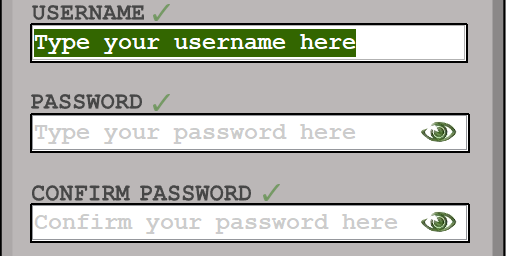 USERNAME ✓
Type your username here
PASSWORD ✓
Type your password here
CONFIRM PASSWORD ✓
Confirm your password here